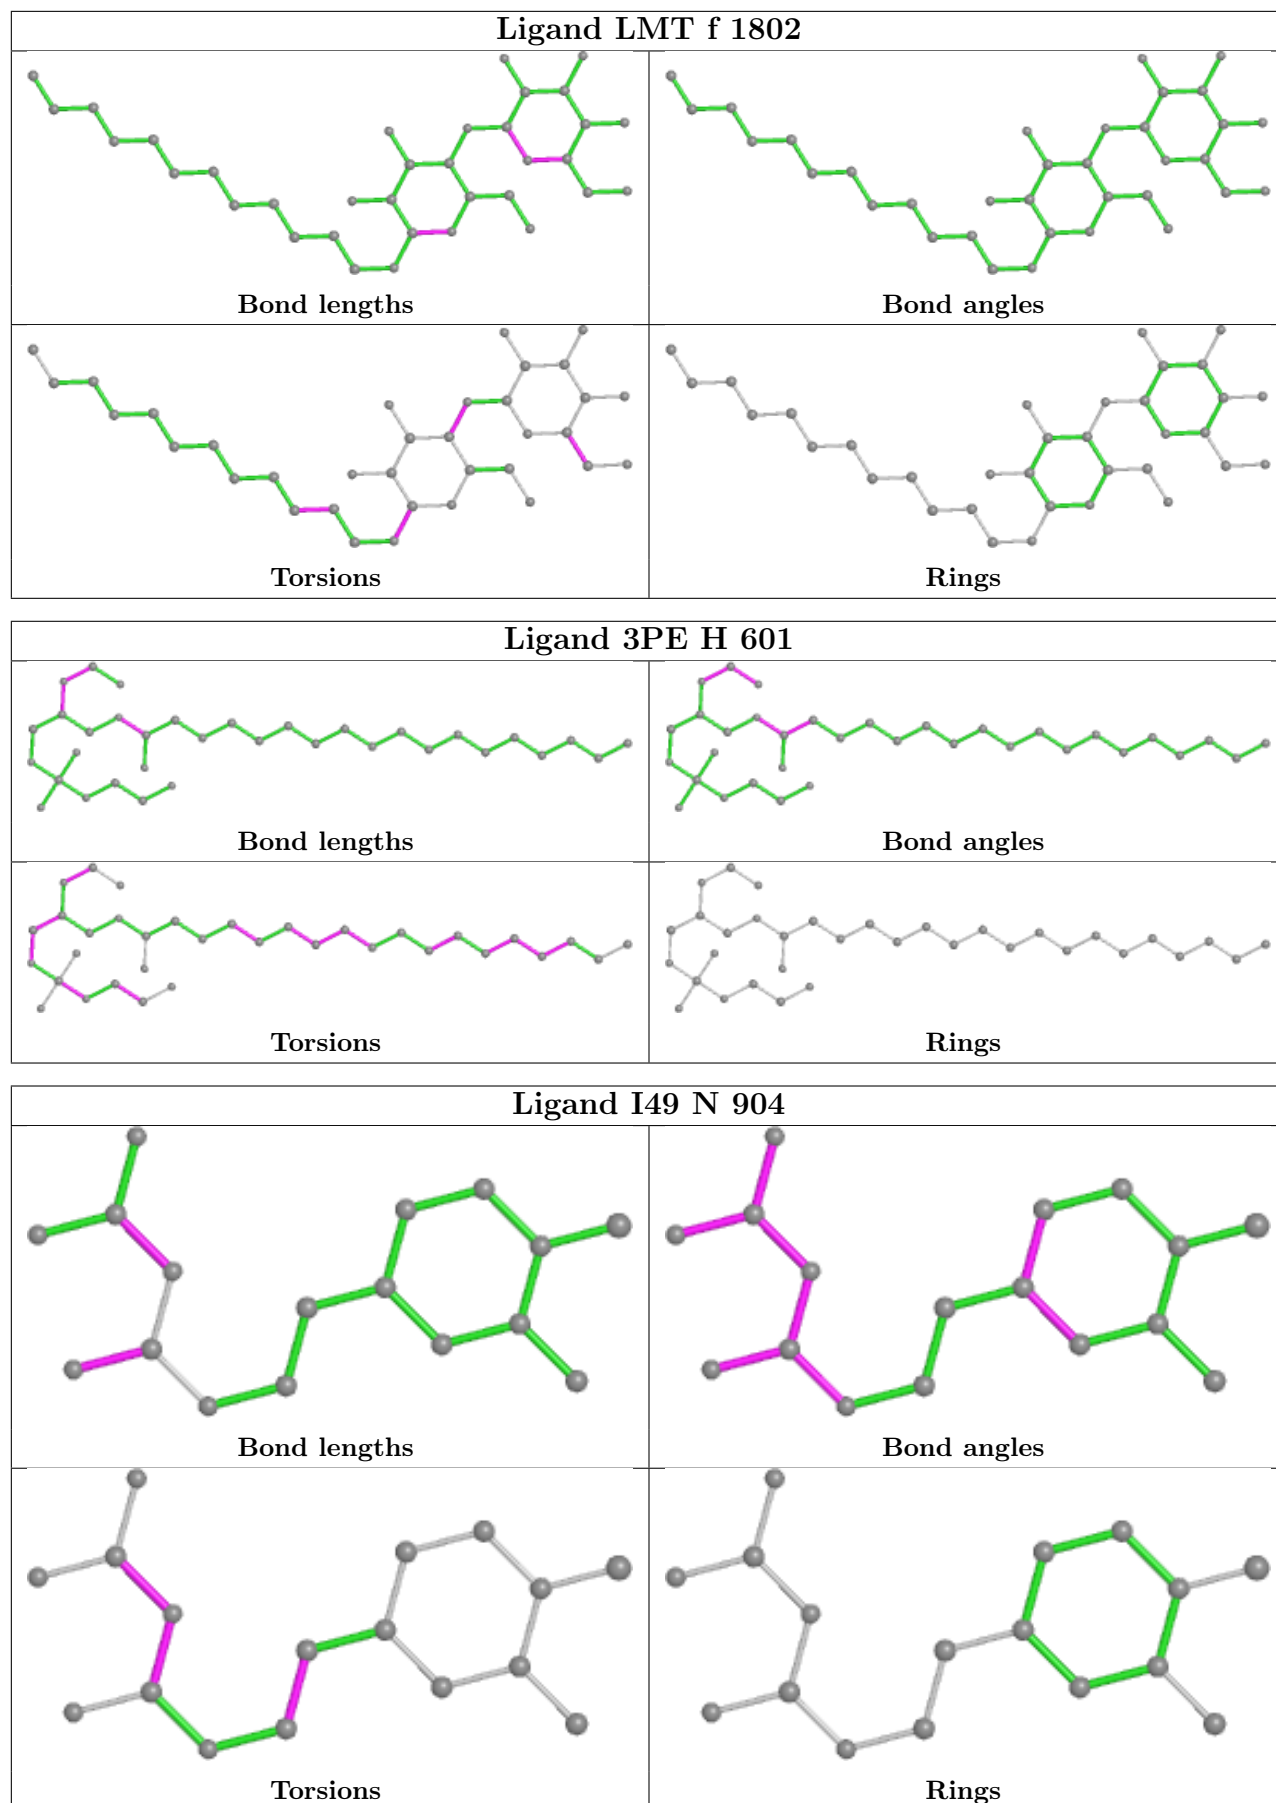 Ligand LMT f 1802
Bond lengths
Bond angles
Torsions
Rings
Ligand 3PE H 601
Bond lengths
Bond angles
Torsions
Rings
Ligand I49 N 904
Bond lengths
Bond angles
Torsions
Rings